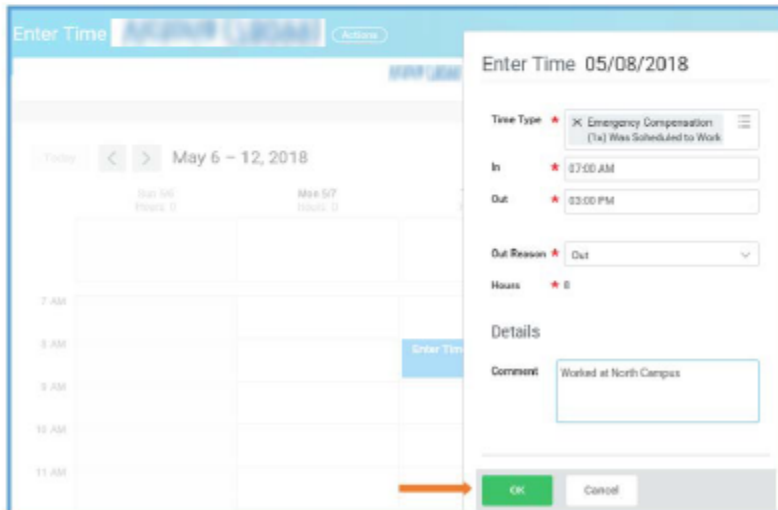 Enter Time
Actions
Enter Time 05/08/2018
Time Type * × Emergency Compensation
(1a) Was Scheduled to Work
In * 07:00 AM
Out * 03:00 PM
Out Reason * Out
Hours * 8
Details
Comment Worked at North Campus
OK Cancel
Today < > May 6 – 12, 2018
Sun 5/6 Mon 5/7
Hours: 0 Hours: 0
7 AM
8 AM
Enter Tim
9 AM
10 AM
11 AM